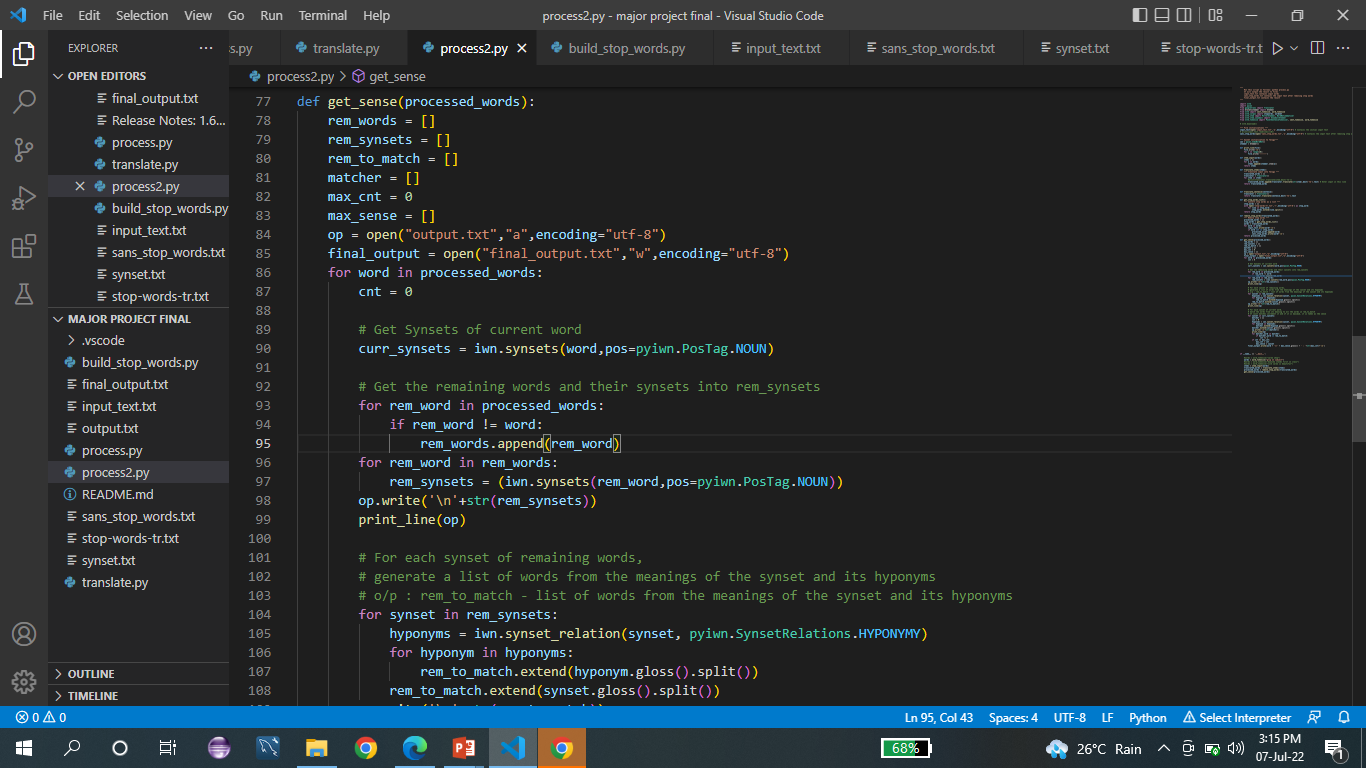 File Edit Selection View Go Run Terminal Help process2.py - major project final - Visual Studio Code
EXPLORER
s.py translate.py process2.py build_stop_words.py input_text.txt sans_stop_words.txt synset.txt stop-words-tr.t
process2.py > get_sense
OPEN EDITORS
final_output.txt
Release Notes: 1.6...
process.py
translate.py
process2.py
build_stop_words.py
input_text.txt
sans_stop_words.txt
synset.txt
stop-words-tr.txt
MAJOR PROJECT FINAL
.vscode
build_stop_words.py
final_output.txt
input_text.txt
output.txt
process.py
process2.py
README.md
sans_stop_words.txt
stop-words-tr.txt
synset.txt
translate.py
OUTLINE
TIMELINE
77 def get_sense(processed_words):
78 rem_words = []
79 rem_synsets = []
80 rem_to_match = []
81 matcher = []
82 max_cnt = 0
83 max_sense = []
84 op = open("output.txt","a",encoding="utf-8")
85 final_output = open("final_output.txt","w",encoding="utf-8")
86 for word in processed_words:
87 cnt = 0
88
89 # Get Synsets of current word
90 curr_synsets = iwn.synsets(word,pos=pyiwn.PosTag.NOUN)
91
92 # Get the remaining words and their synsets into rem_synsets
93 for rem_word in processed_words:
94 if rem_word != word:
95 rem_words.append(rem_word)
96 for rem_word in rem_words:
97 rem_synsets = (iwn.synsets(rem_word,pos=pyiwn.PosTag.NOUN))
98 op.write('\n'+str(rem_synsets))
99 print_line(op)
100
101 # For each synset of remaining words,
102 # generate a list of words from the meanings of the synset and its hyponyms
103 # o/p : rem_to_match - list of words from the meanings of the synset and its hyponyms
104 for synset in rem_synsets:
105 hyponyms = iwn.synset_relation(synset, pyiwn.SynsetRelations.HYPONYMY)
106 for hyponym in hyponyms:
107 rem_to_match.extend(hyponym.gloss().split())
108 rem_to_match.extend(synset.gloss().split())
0 0 Ln 95, Col 43 Spaces: 4 UTF-8 LF Python Select Interpreter
68% 26°C Rain 3:15 PM
07-Jul-22 1